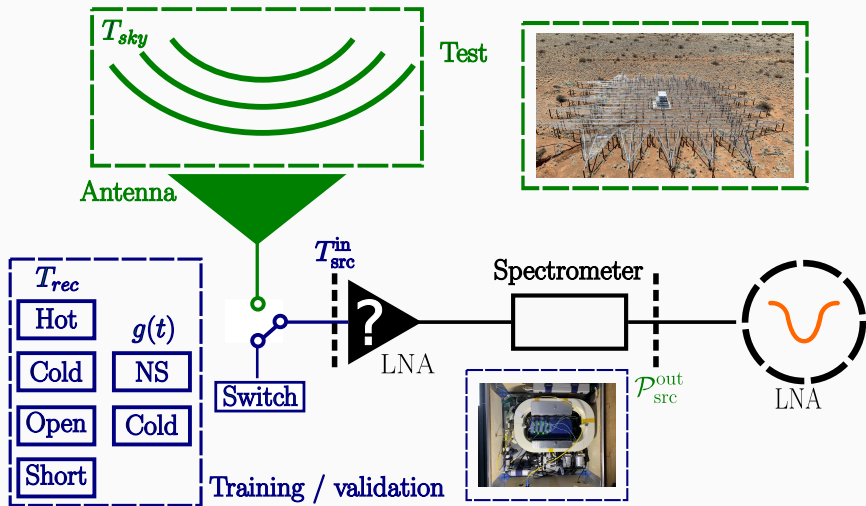 T_sky
Test
Antenna
T_src^in
Spectrometer
T_rec
Hot
g(t)
?
Cold
NS
LNA
Switch
P_src^out
LNA
Open
Cold
Short
Training / validation